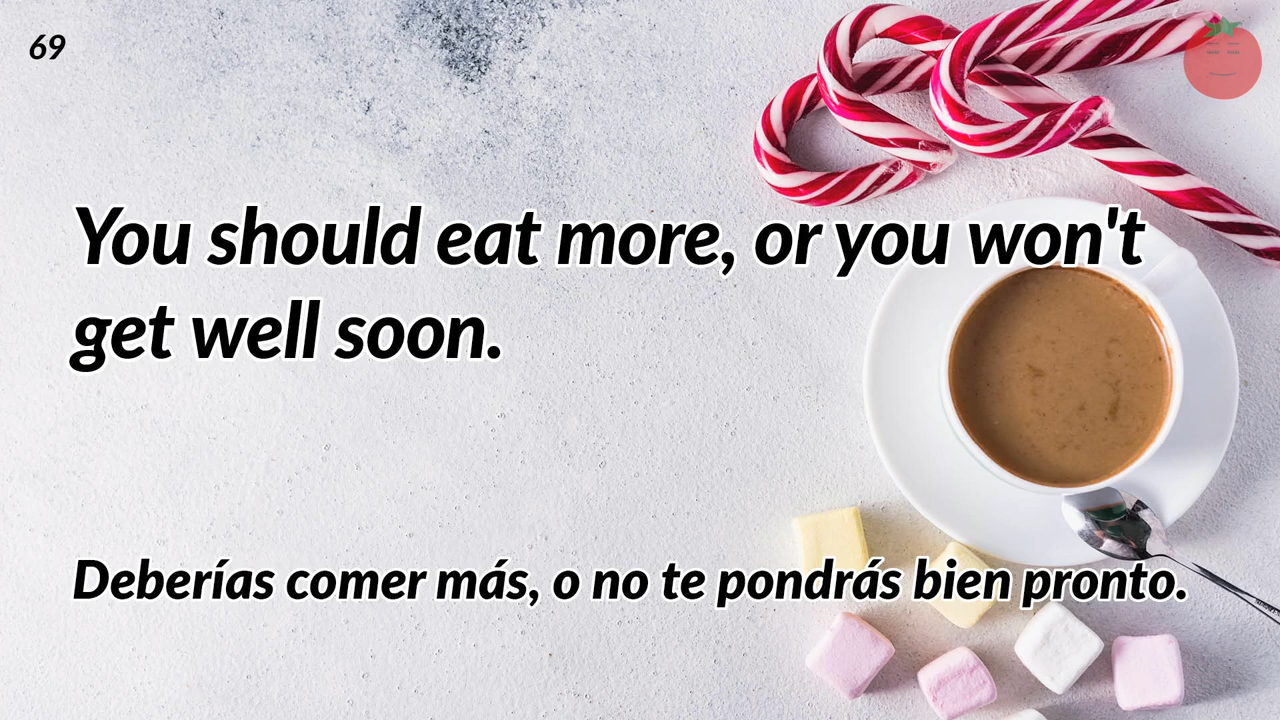 69
You should eat more, or you won't
get well soon.
Deberías comer más, o no te pondrás bien pronto.